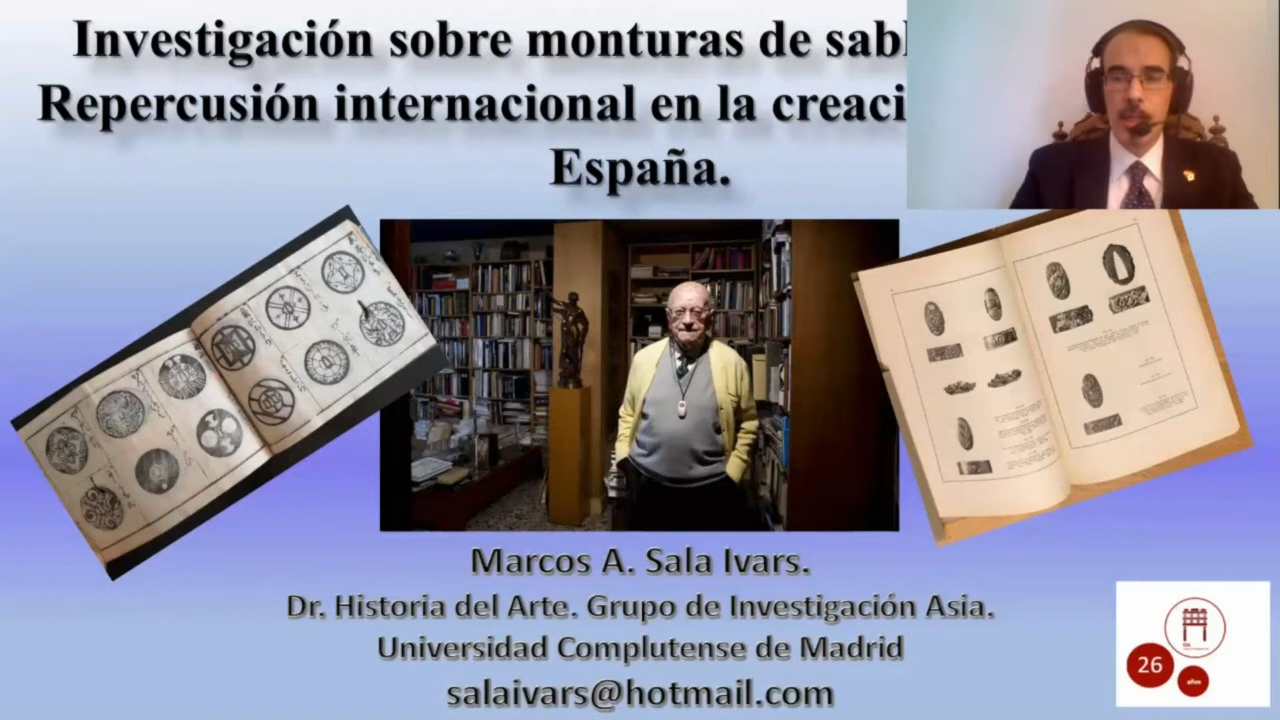 Investigación sobre monturas de sabl
Repercusión internacional en la creaci
España.
Marcos A. Sala Ivars.
Dr. Historia del Arte. Grupo de Investigación Asia.
Universidad Complutense de Madrid
salaivars@hotmail.com
26
años